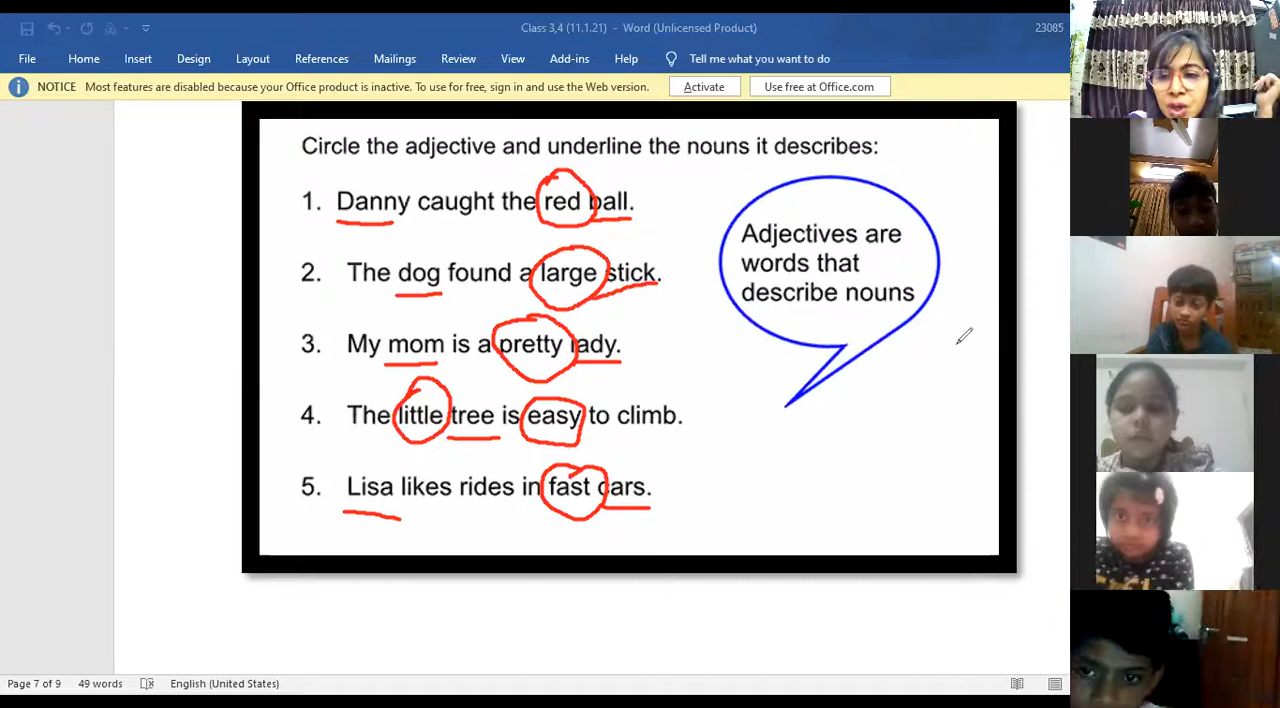 Class 3,4 (11.1.21) - Word (Unlicensed Product)
23085
File Home Insert Design Layout References Mailings Review View Add-ins Help Tell me what you want to do
NOTICE Most features are disabled because your Office product is inactive. To use for free, sign in and use the Web version. Activate Use free at Office.com
Circle the adjective and underline the nouns it describes:
1. Danny caught the red ball.
2. The dog found a large stick.
3. My mom is a pretty lady.
4. The little tree is easy to climb.
5. Lisa likes rides in fast cars.
Adjectives are
words that
describe nouns
Page 7 of 9 49 words English (United States)